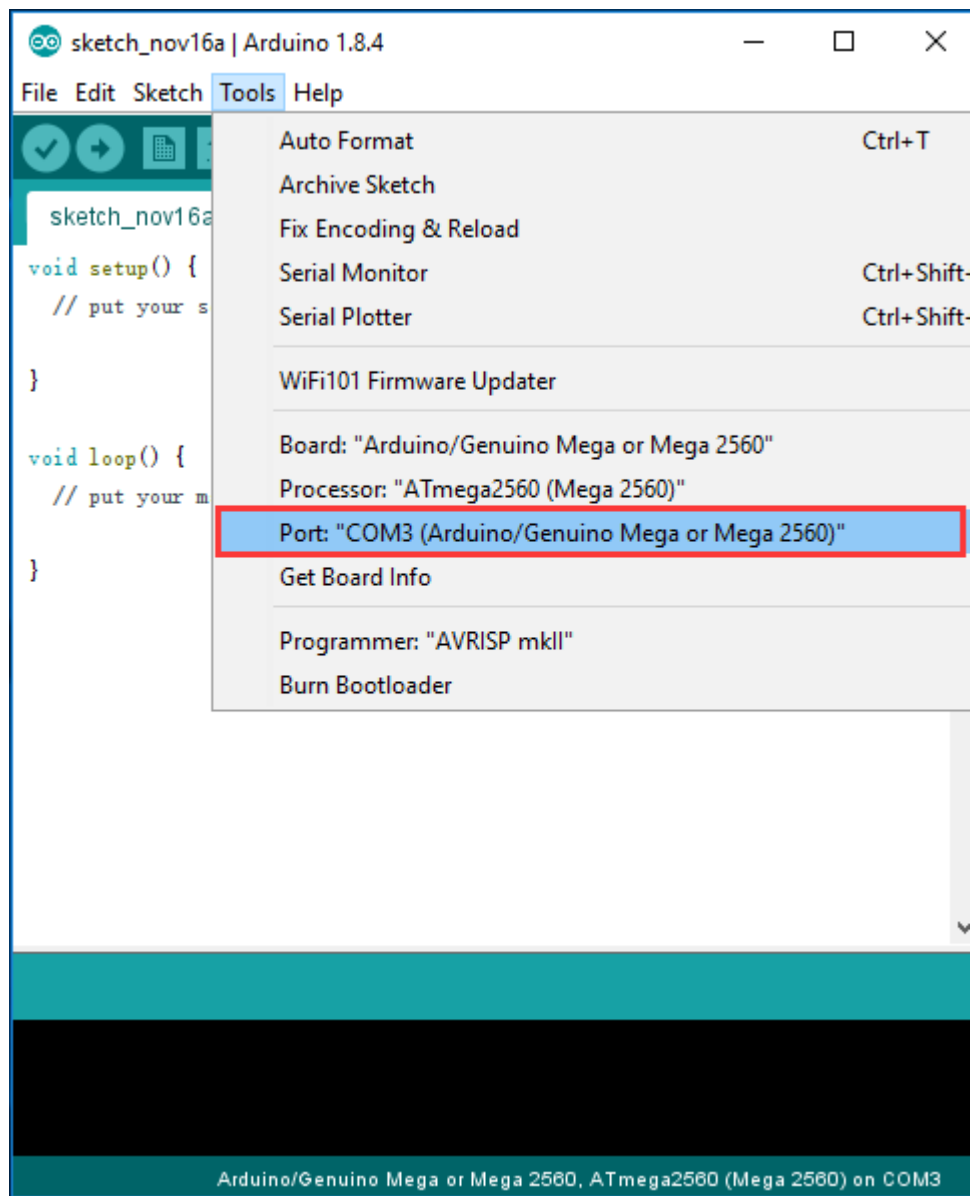 sketch_nov16a | Arduino 1.8.4
File Edit Sketch Tools Help
Auto Format Ctrl+T
Archive Sketch
sketch_nov16a
Fix Encoding & Reload
void setup() {
Serial Monitor Ctrl+Shift-
// put your s
Serial Plotter Ctrl+Shift-
}
WiFi101 Firmware Updater
Board: "Arduino/Genuino Mega or Mega 2560"
void loop() {
Processor: "ATmega2560 (Mega 2560)"
// put your m
Port: "COM3 (Arduino/Genuino Mega or Mega 2560)"
}
Get Board Info
Programmer: "AVRISP mkII"
Burn Bootloader
Arduino/Genuino Mega or Mega 2560, ATmega2560 (Mega 2560) on COM3